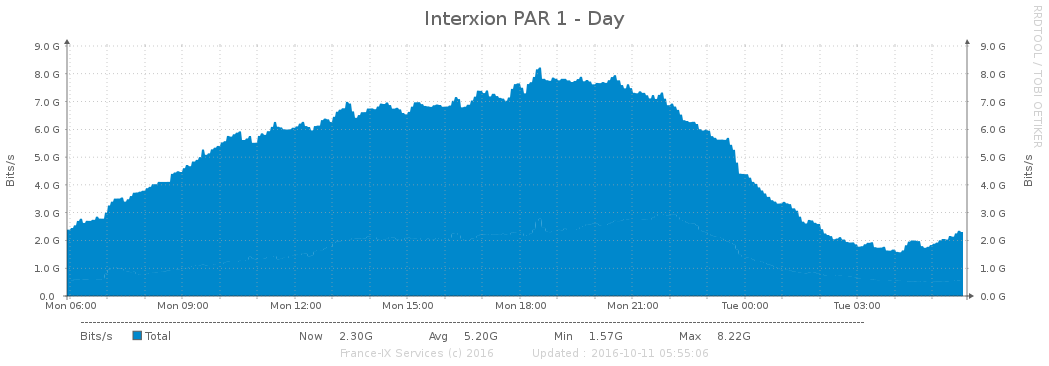 Interxion PAR 1 - Day
RRDTOOL / TOBI OETIKER
Bits/s
9.0 G 9.0 G
8.0 G 8.0 G
7.0 G 7.0 G
6.0 G 6.0 G
5.0 G 5.0 G
4.0 G 4.0 G
3.0 G 3.0 G
2.0 G 2.0 G
1.0 G 1.0 G
0.0 0.0 G
Bits/s
Mon 06:00 Mon 09:00 Mon 12:00 Mon 15:00 Mon 18:00 Mon 21:00 Tue 00:00 Tue 03:00
Bits/s Total Now 2.30G Avg 5.20G Min 1.57G Max 8.22G
France-IX Services (c) 2016 Updated : 2016-10-11 05:55:06